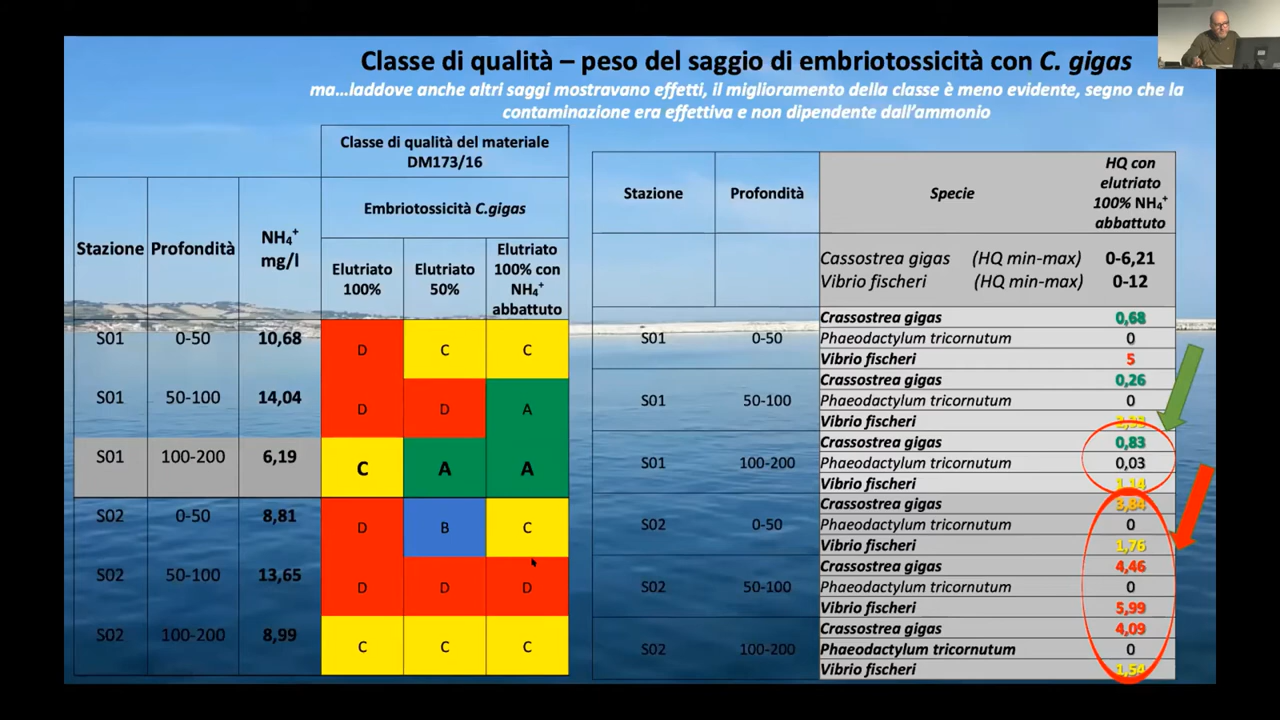 Classe di qualità – peso del saggio di embriotossicità con C. gigas
ma...laddove anche altri saggi mostravano effetti, il miglioramento della classe è meno evidente, segno che la
contaminazione era effettiva e non dipendente dall'ammonio
Classe di qualità del materiale
DM173/16
Embriotossicità C.gigas
Stazione Profondità NH₄⁺ mg/l Elutriato 100% Elutriato 50% Elutriato 100% con NH₄⁺ abbattuto
S01 0-50 10,68 D C C
S01 50-100 14,04 D D A
S01 100-200 6,19 C A A
S02 0-50 8,81 D B C
S02 50-100 13,65 D D D
S02 100-200 8,99 C C C
Stazione Profondità Specie HQ con elutriato 100% NH₄⁺ abbattuto
Cassostrea gigas (HQ min-max) 0-6,21
Vibrio fischeri (HQ min-max) 0-12
Crassostrea gigas 0,68
S01 0-50 Phaeodactylum tricornutum 0
Vibrio fischeri 5
Crassostrea gigas 0,26
S01 50-100 Phaeodactylum tricornutum 0
Vibrio fischeri
Crassostrea gigas 0,83
S01 100-200 Phaeodactylum tricornutum 0,03
Vibrio fischeri 1,14
Crassostrea gigas 3,84
S02 0-50 Phaeodactylum tricornutum 0
Vibrio fischeri 1,76
Crassostrea gigas 4,46
S02 50-100 Phaeodactylum tricornutum 0
Vibrio fischeri 5,99
Crassostrea gigas 4,09
S02 100-200 Phaeodactylum tricornutum 0
Vibrio fischeri 1,54